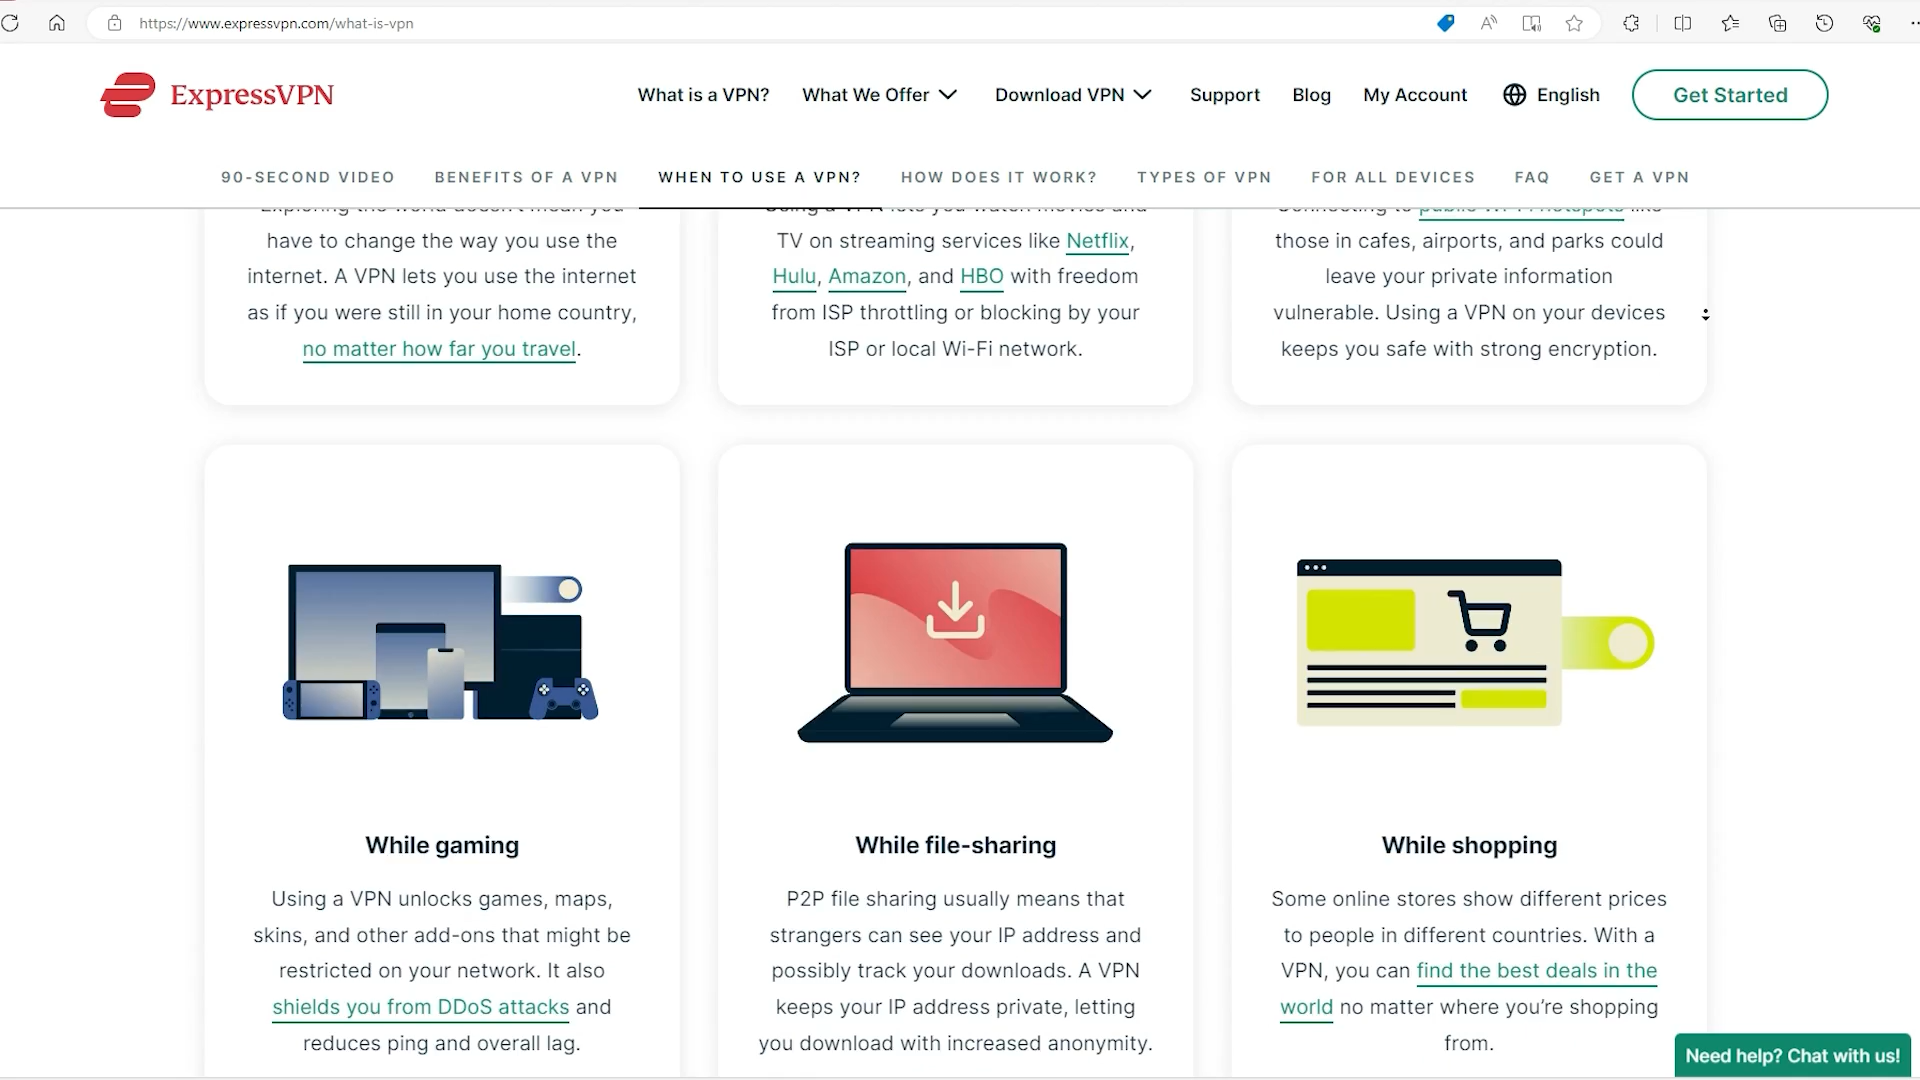 https://www.expressvpn.com/what-is-vpn
ExpressVPN
What is a VPN?
What We Offer
Download VPN
Support
Blog
My Account
English
Get Started
90-SECOND VIDEO
BENEFITS OF A VPN
WHEN TO USE A VPN?
HOW DOES IT WORK?
TYPES OF VPN
FOR ALL DEVICES
FAQ
GET A VPN
Exploring the world doesn't mean you
have to change the way you use the
internet. A VPN lets you use the internet
as if you were still in your home country,
no matter how far you travel.
Using a VPN lets you watch movies and
TV on streaming services like Netflix,
Hulu, Amazon, and HBO with freedom
from ISP throttling or blocking by your
ISP or local Wi-Fi network.
Connecting to public Wi-Fi hotspots like
those in cafes, airports, and parks could
leave your private information
vulnerable. Using a VPN on your devices
keeps you safe with strong encryption.
While gaming
Using a VPN unlocks games, maps,
skins, and other add-ons that might be
restricted on your network. It also
shields you from DDoS attacks and
reduces ping and overall lag.
While file-sharing
P2P file sharing usually means that
strangers can see your IP address and
possibly track your downloads. A VPN
keeps your IP address private, letting
you download with increased anonymity.
While shopping
Some online stores show different prices
to people in different countries. With a
VPN, you can find the best deals in the
world no matter where you’re shopping
from.
Need help? Chat with us!